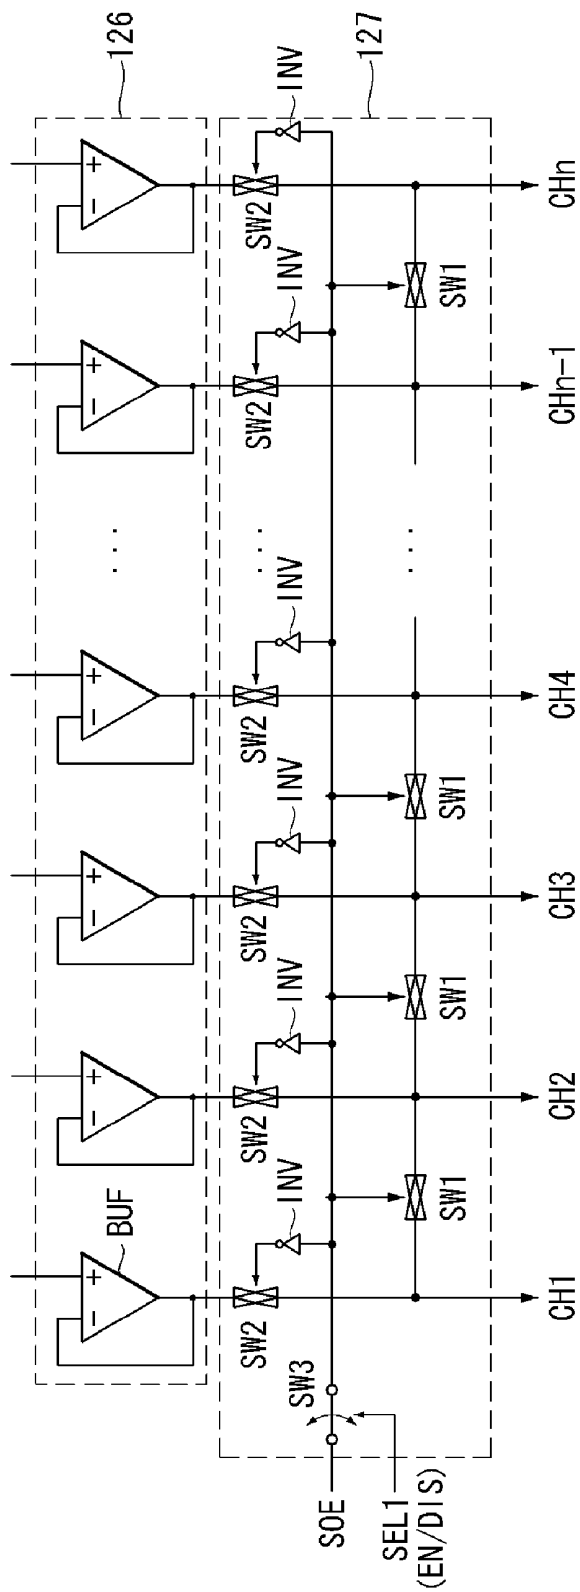 126
− +
− +
− +
− +
− +
− +
BUF
...
127
SW2
INV
SW2
INV
SW2
INV
SW2
INV
...
SW2
INV
SW2
INV
SW3
SOE
SEL1
(EN/DIS)
SW1
SW1
SW1
...
SW1
CH1
CH2
CH3
CH4
CHn-1
CHn